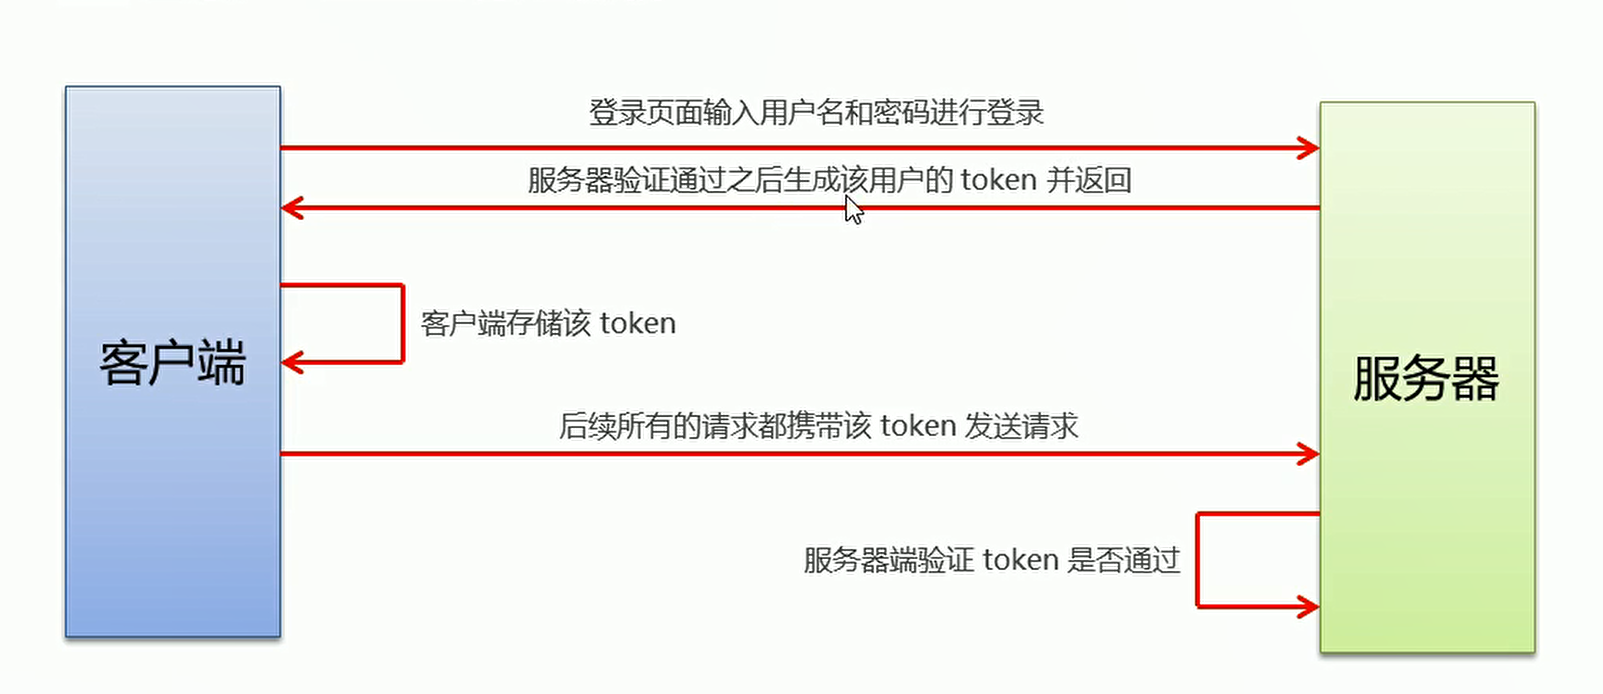 登录页面输入用户名和密码进行登录
服务器验证通过之后生成该用户的 token 并返回
客户端存储该 token
客户端
服务器
后续所有的请求都携带该 token 发送请求
服务器端验证 token 是否通过